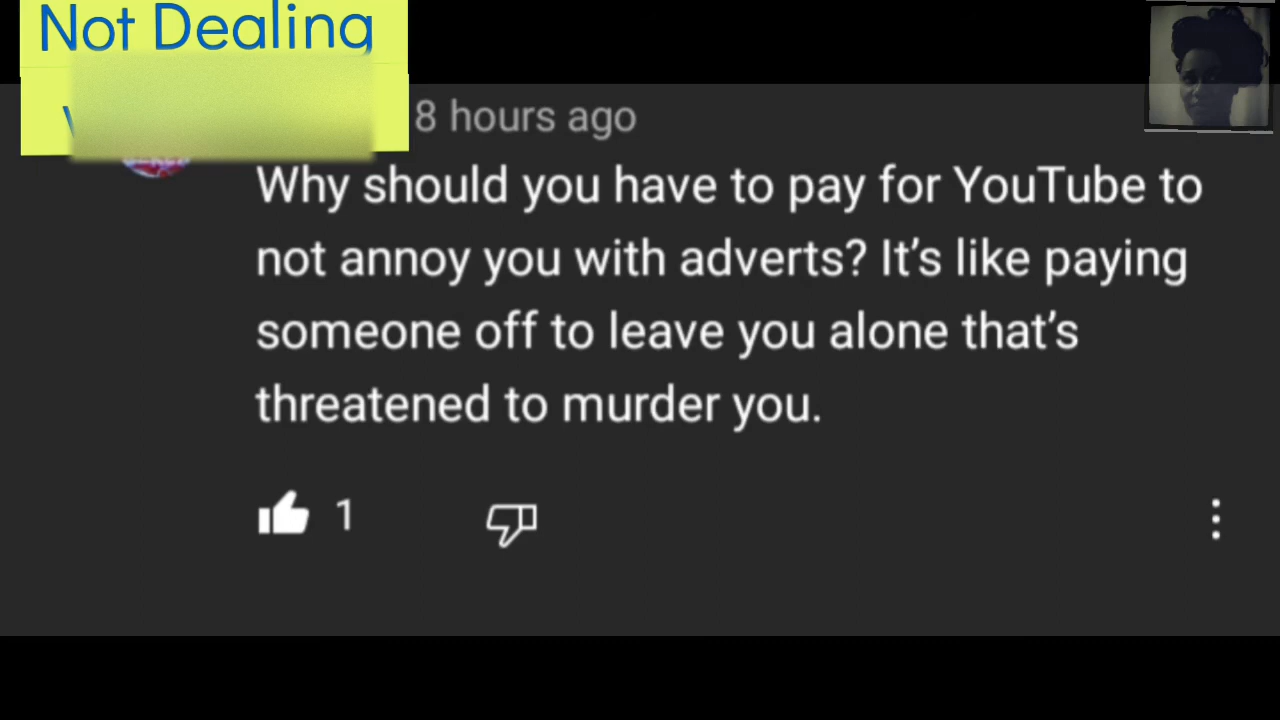 Not Dealing
8 hours ago
Why should you have to pay for YouTube to
not annoy you with adverts? It's like paying
someone off to leave you alone that's
threatened to murder you.
1